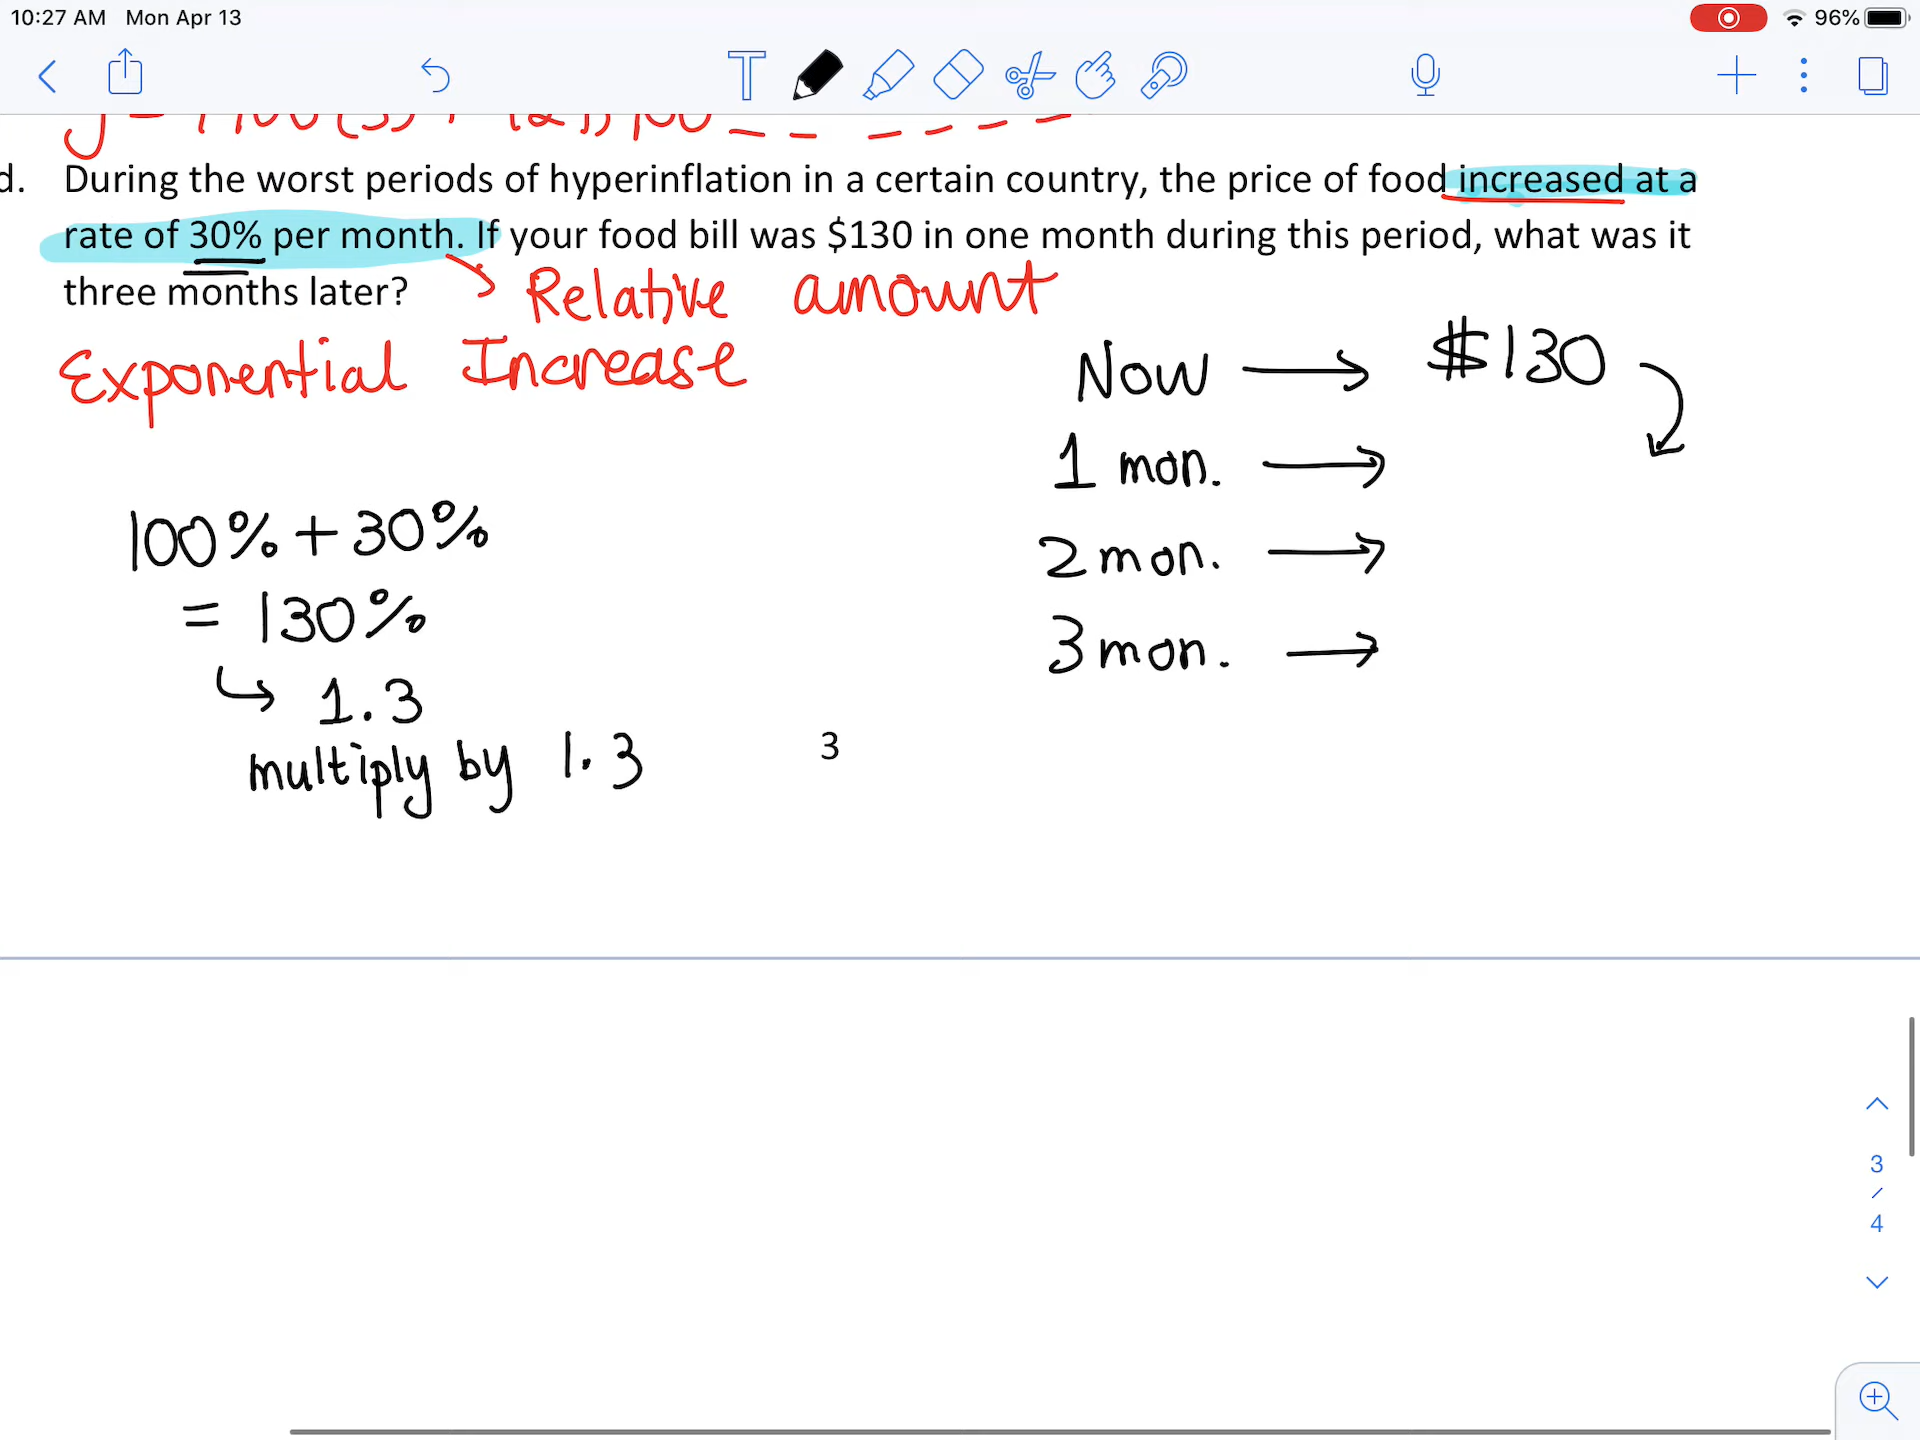 10:27 AM Mon Apr 13
96%
T
d. During the worst periods of hyperinflation in a certain country, the price of food increased at a
rate of 30% per month. If your food bill was $130 in one month during this period, what was it
three months later?
Relative amount
Exponential Increase
Now → $130
1 mon. →
2 mon. →
3 mon. →
100% + 30%
= 130%
↳ 1.3
multiply by 1.3
3
3
/
4